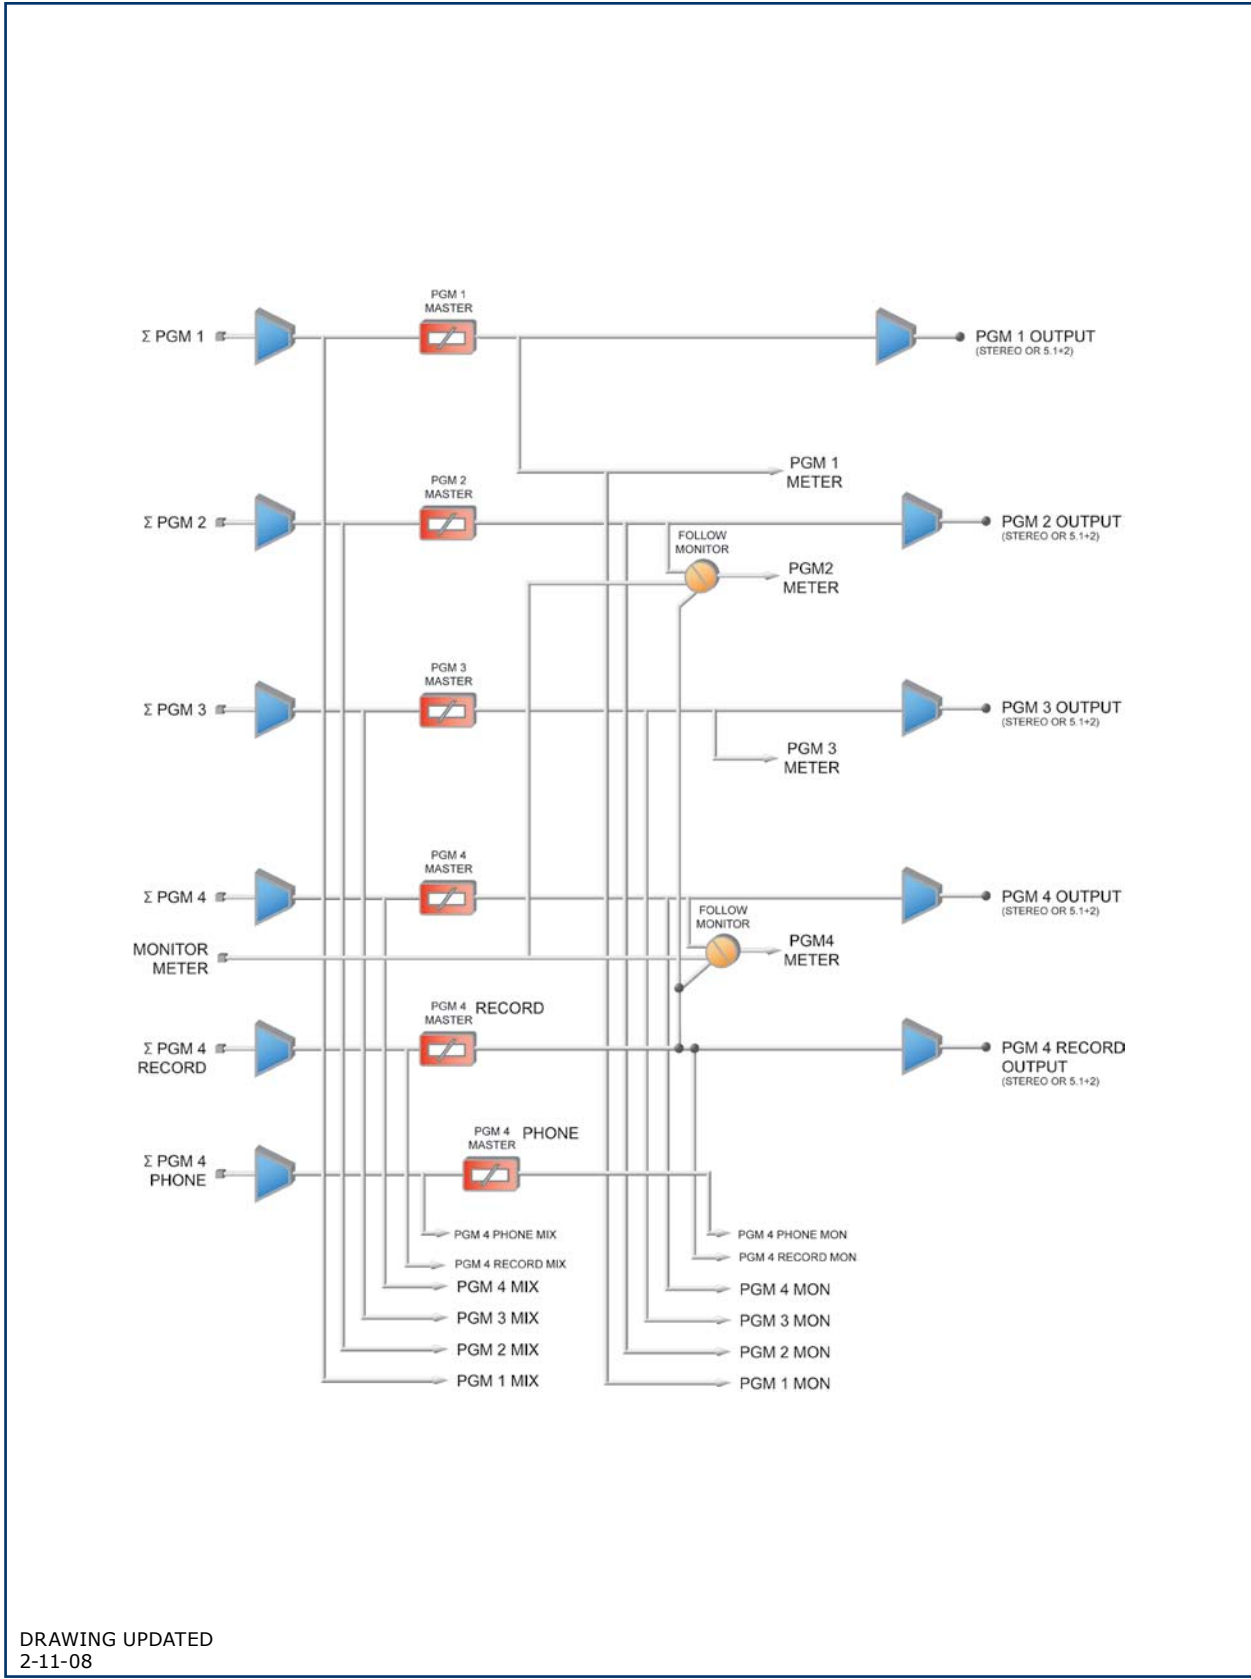 PGM 1
MASTER
Σ PGM 1
PGM 1 OUTPUT
(STEREO OR 5.1+2)
PGM 1
METER
PGM 2
MASTER
Σ PGM 2
PGM 2 OUTPUT
(STEREO OR 5.1+2)
FOLLOW
MONITOR
PGM2
METER
PGM 3
MASTER
Σ PGM 3
PGM 3 OUTPUT
(STEREO OR 5.1+2)
PGM 3
METER
PGM 4
MASTER
Σ PGM 4
PGM 4 OUTPUT
(STEREO OR 5.1+2)
FOLLOW
MONITOR
PGM4
METER
MONITOR
METER
PGM 4 RECORD
MASTER
Σ PGM 4
RECORD
PGM 4 RECORD
OUTPUT
(STEREO OR 5.1+2)
PGM 4 PHONE
MASTER
Σ PGM 4
PHONE
PGM 4 PHONE MIX
PGM 4 RECORD MIX
PGM 4 MIX
PGM 3 MIX
PGM 2 MIX
PGM 1 MIX
PGM 4 PHONE MON
PGM 4 RECORD MON
PGM 4 MON
PGM 3 MON
PGM 2 MON
PGM 1 MON
DRAWING UPDATED
2-11-08